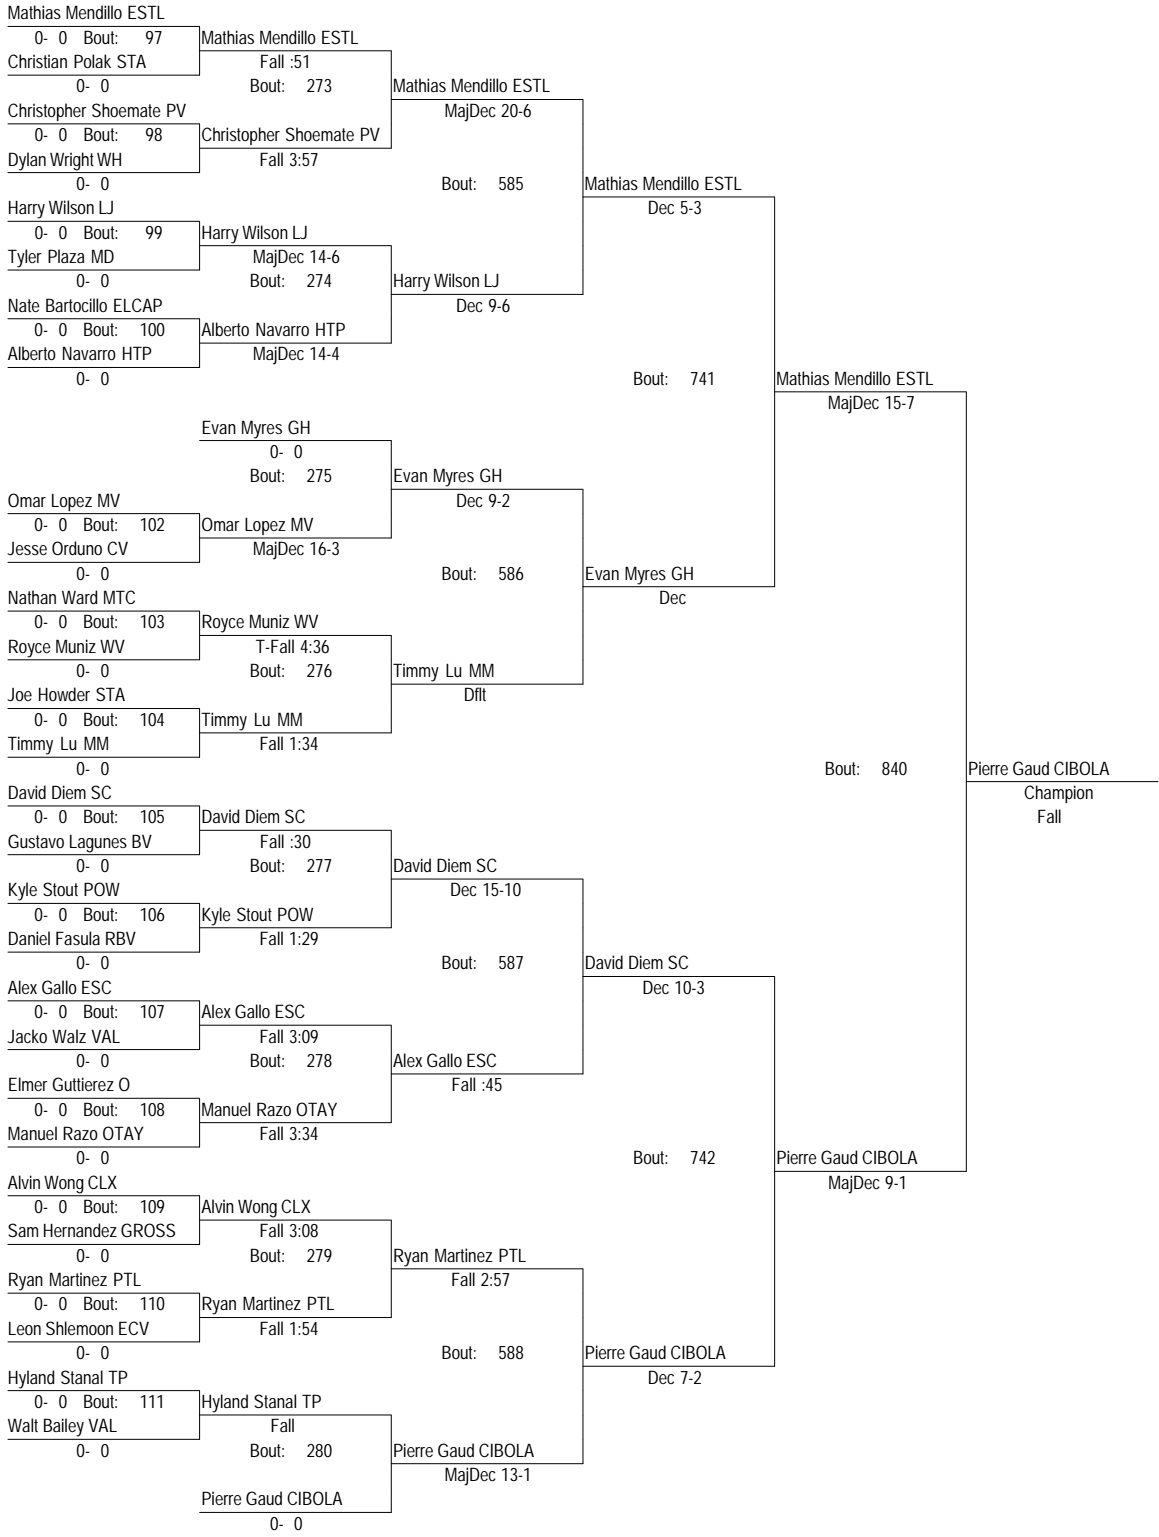 Mathias Mendillo ESTL
0- 0 Bout: 97 Mathias Mendillo ESTL
Christian Polak STA Fall :51
0- 0 Bout: 273 Mathias Mendillo ESTL
Christopher Shoemate PV MajDec 20-6
0- 0 Bout: 98 Christopher Shoemate PV
Dylan Wright WH Fall 3:57
0- 0 Bout: 585 Mathias Mendillo ESTL
Harry Wilson LJ Dec 5-3
0- 0 Bout: 99 Harry Wilson LJ
Tyler Plaza MD MajDec 14-6
0- 0 Bout: 274 Harry Wilson LJ
Nate Bartocillo ELCAP Dec 9-6
0- 0 Bout: 100 Alberto Navarro HTP
Alberto Navarro HTP MajDec 14-4
0- 0 Bout: 741 Mathias Mendillo ESTL
MajDec 15-7
Evan Myres GH
0- 0
Bout: 275 Evan Myres GH
Omar Lopez MV Dec 9-2
0- 0 Bout: 102 Omar Lopez MV
Jesse Orduno CV MajDec 16-3
0- 0 Bout: 586 Evan Myres GH
Nathan Ward MTC Dec
0- 0 Bout: 103 Royce Muniz WV
Royce Muniz WV T-Fall 4:36
0- 0 Bout: 276 Timmy Lu MM
Joe Howder STA Dflt
0- 0 Bout: 104 Timmy Lu MM
Timmy Lu MM Fall 1:34
0- 0 Bout: 840 Pierre Gaud CIBOLA
David Diem SC Champion
0- 0 Bout: 105 David Diem SC Fall
Gustavo Lagunes BV Fall :30
0- 0 Bout: 277 David Diem SC
Kyle Stout POW Dec 15-10
0- 0 Bout: 106 Kyle Stout POW
Daniel Fasula RBV Fall 1:29
0- 0 Bout: 587 David Diem SC
Alex Gallo ESC Dec 10-3
0- 0 Bout: 107 Alex Gallo ESC
Jacko Walz VAL Fall 3:09
0- 0 Bout: 278 Alex Gallo ESC
Elmer Guttierez O Fall :45
0- 0 Bout: 108 Manuel Razo OTAY
Manuel Razo OTAY Fall 3:34
0- 0 Bout: 742 Pierre Gaud CIBOLA
Alvin Wong CLX MajDec 9-1
0- 0 Bout: 109 Alvin Wong CLX
Sam Hernandez GROSS Fall 3:08
0- 0 Bout: 279 Ryan Martinez PTL
Ryan Martinez PTL Fall 2:57
0- 0 Bout: 110 Ryan Martinez PTL
Leon Shlemoon ECV Fall 1:54
0- 0 Bout: 588 Pierre Gaud CIBOLA
Hyland Stanal TP Dec 7-2
0- 0 Bout: 111 Hyland Stanal TP
Walt Bailey VAL Fall
0- 0 Bout: 280 Pierre Gaud CIBOLA
MajDec 13-1
Pierre Gaud CIBOLA
0- 0